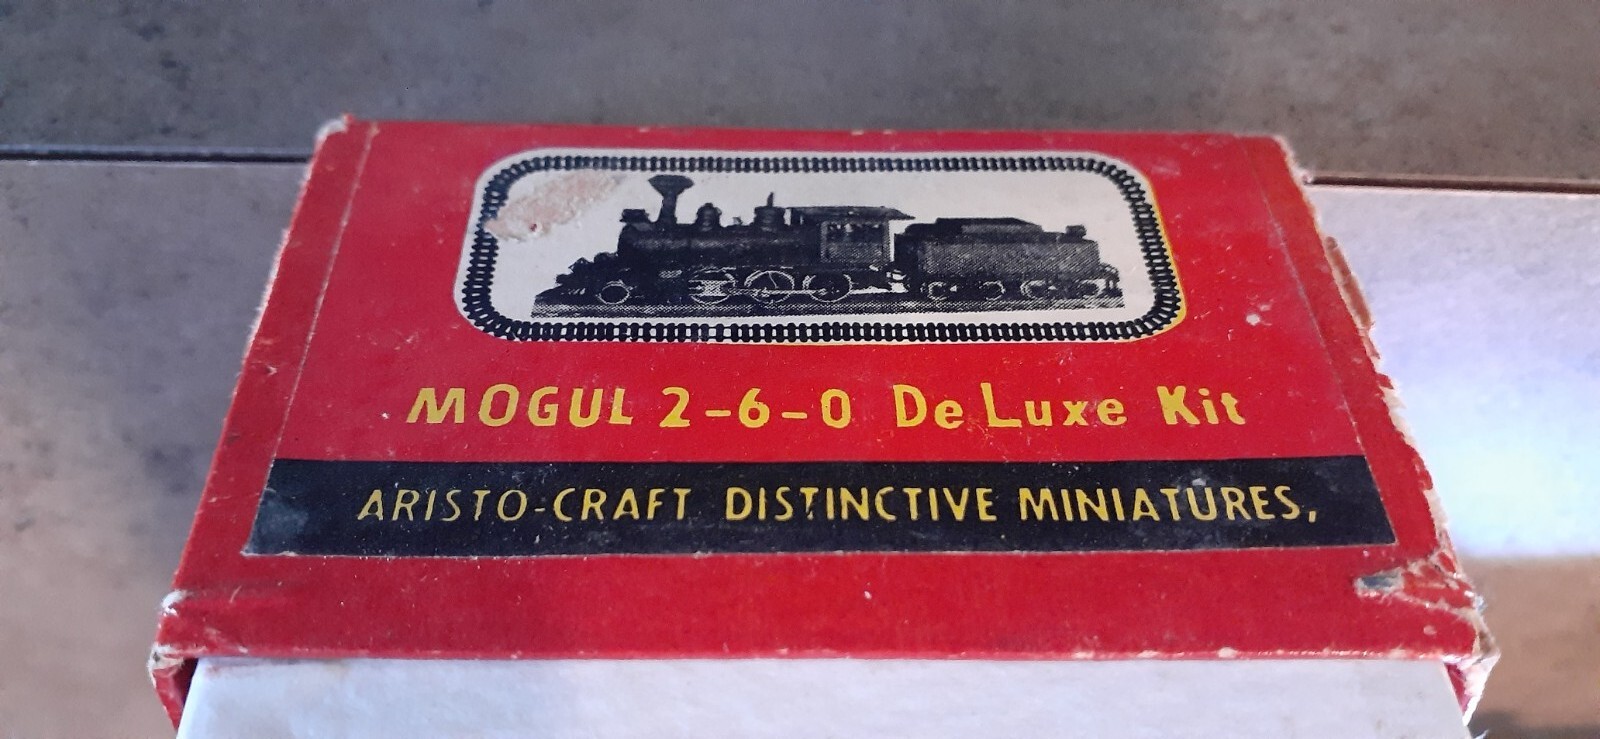 MOGUL 2-6-0 DeLuxe Kit
ARISTO-CRAFT DISTINCTIVE MINIATURES,